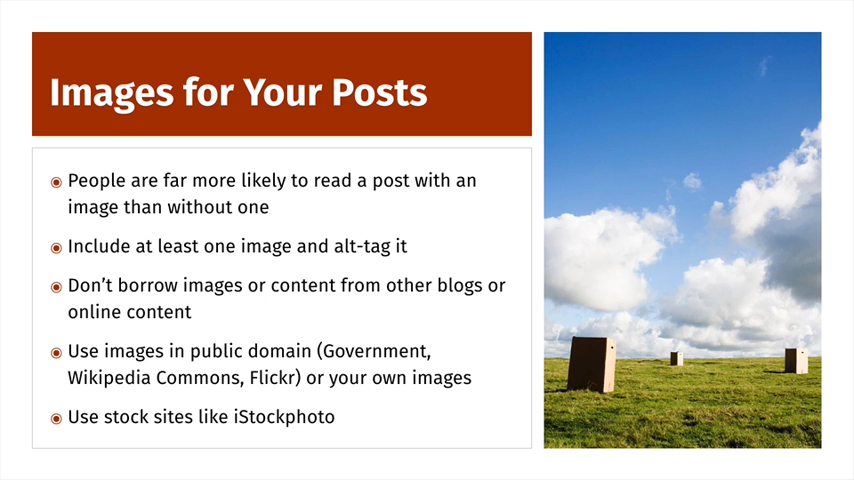 Images for Your Posts
People are far more likely to read a post with an
image than without one
Include at least one image and alt-tag it
Don’t borrow images or content from other blogs or
online content
Use images in public domain (Government,
Wikipedia Commons, Flickr) or your own images
Use stock sites like iStockphoto